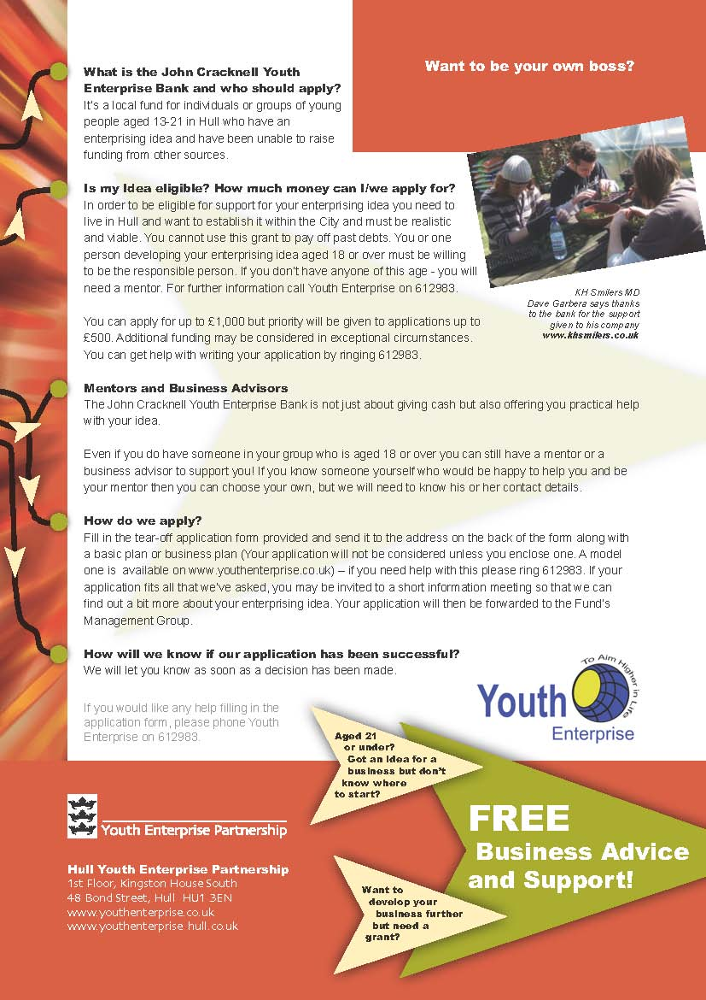 Want to be your own boss?
What is the John Cracknell Youth
Enterprise Bank and who should apply?
It's a local fund for individuals or groups of young
people aged 13-21 in Hull who have an
enterprising idea and have been unable to raise
funding from other sources.
Is my Idea eligible? How much money can I/we apply for?
In order to be eligible for support for your enterprising idea you need to
live in Hull and want to establish it within the City and must be realistic
and viable. You cannot use this grant to pay off past debts. You or one
person developing your enterprising idea aged 18 or over must be willing
to be the responsible person. If you don't have anyone of this age - you will
need a mentor. For further information call Youth Enterprise on 612983.
You can apply for up to £1,000 but priority will be given to applications up to
£500. Additional funding may be considered in exceptional circumstances.
You can get help with writing your application by ringing 612983.
KH Smilers MD
Dave Garbera says thanks
to the bank for the support
given to his company
www.khsmilers.co.uk
Mentors and Business Advisors
The John Cracknell Youth Enterprise Bank is not just about giving cash but also offering you practical help
with your idea.
Even if you do have someone in your group who is aged 18 or over you can still have a mentor or a
business advisor to support you! If you know someone yourself who would be happy to help you and be
your mentor then you can choose your own, but we will need to know his or her contact details.
How do we apply?
Fill in the tear-off application form provided and send it to the address on the back of the form along with
a basic plan or business plan (Your application will not be considered unless you enclose one. A model
one is available on www.youthenterprise.co.uk) – if you need help with this please ring 612983. If your
application fits all that we've asked, you may be invited to a short information meeting so that we can
find out a bit more about your enterprising idea. Your application will then be forwarded to the Fund's
Management Group.
How will we know if our application has been successful?
We will let you know as soon as a decision has been made.
If you would like any help filling in the
application form, please phone Youth
Enterprise on 612983.
To Aim Higher in Life
Youth
Enterprise
Aged 21
or under?
Got an idea for a
business but don't
know where
to start?
FREE
Business Advice
and Support!
Want to
develop your
business further
but need a
grant?
Youth Enterprise Partnership
Hull Youth Enterprise Partnership
1st Floor, Kingston House South
48 Bond Street, Hull HU1 3EN
www.youthenterprise.co.uk
www.youthenterprise hull.co.uk